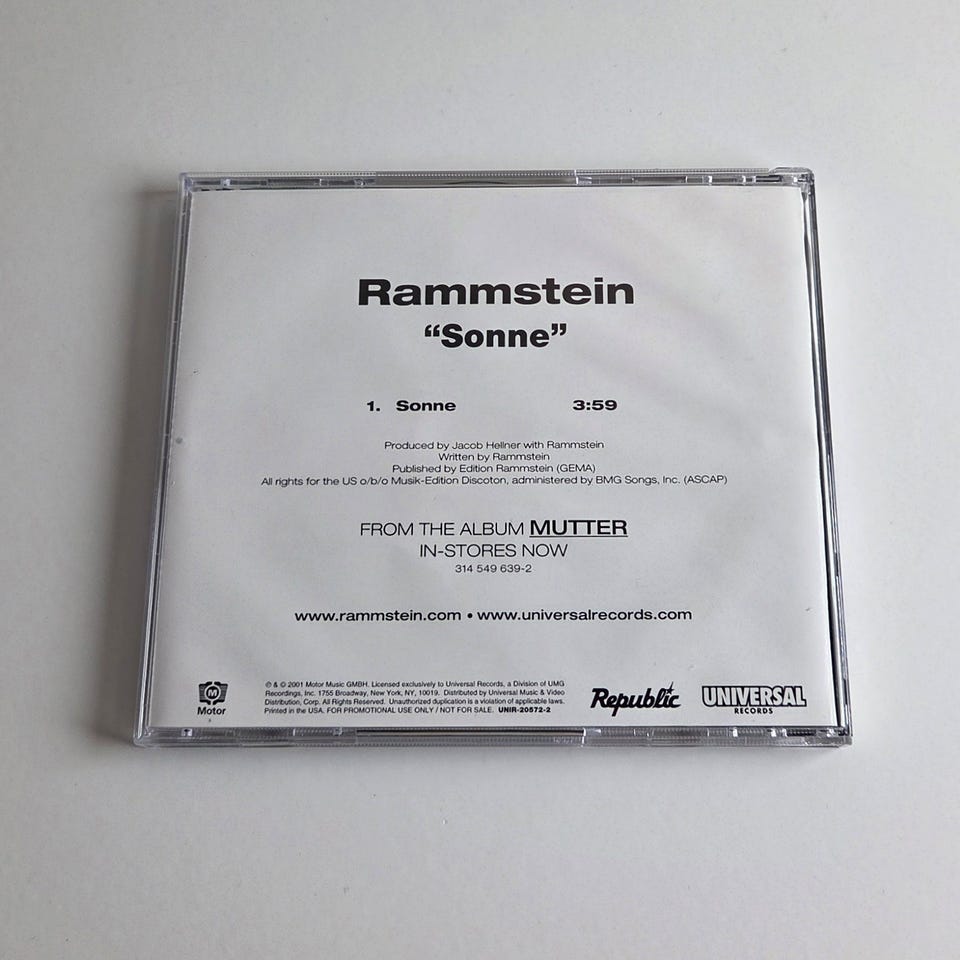 Rammstein
“Sonne”
1. Sonne 3:59
Produced by Jacob Hellner with Rammstein
Written by Rammstein
Published by Edition Rammstein (GEMA)
All rights for the US o/b/o Musik-Edition Discoton, administered by BMG Songs, Inc. (ASCAP)
FROM THE ALBUM MUTTER
IN-STORES NOW
314 549 639-2
www.rammstein.com • www.universalrecords.com
M
Motor
℗ & © 2001 Motor Music GMBH. Licensed exclusively to Universal Records, a Division of UMG
Recordings, Inc. 1755 Broadway, New York, NY, 10019. Distributed by Universal Music & Video
Distribution, Corp. All Rights Reserved. Unauthorized duplication is a violation of applicable laws.
Printed in the USA. FOR PROMOTIONAL USE ONLY / NOT FOR SALE. UNIR-20572-2
Republic
UNIVERSAL
RECORDS